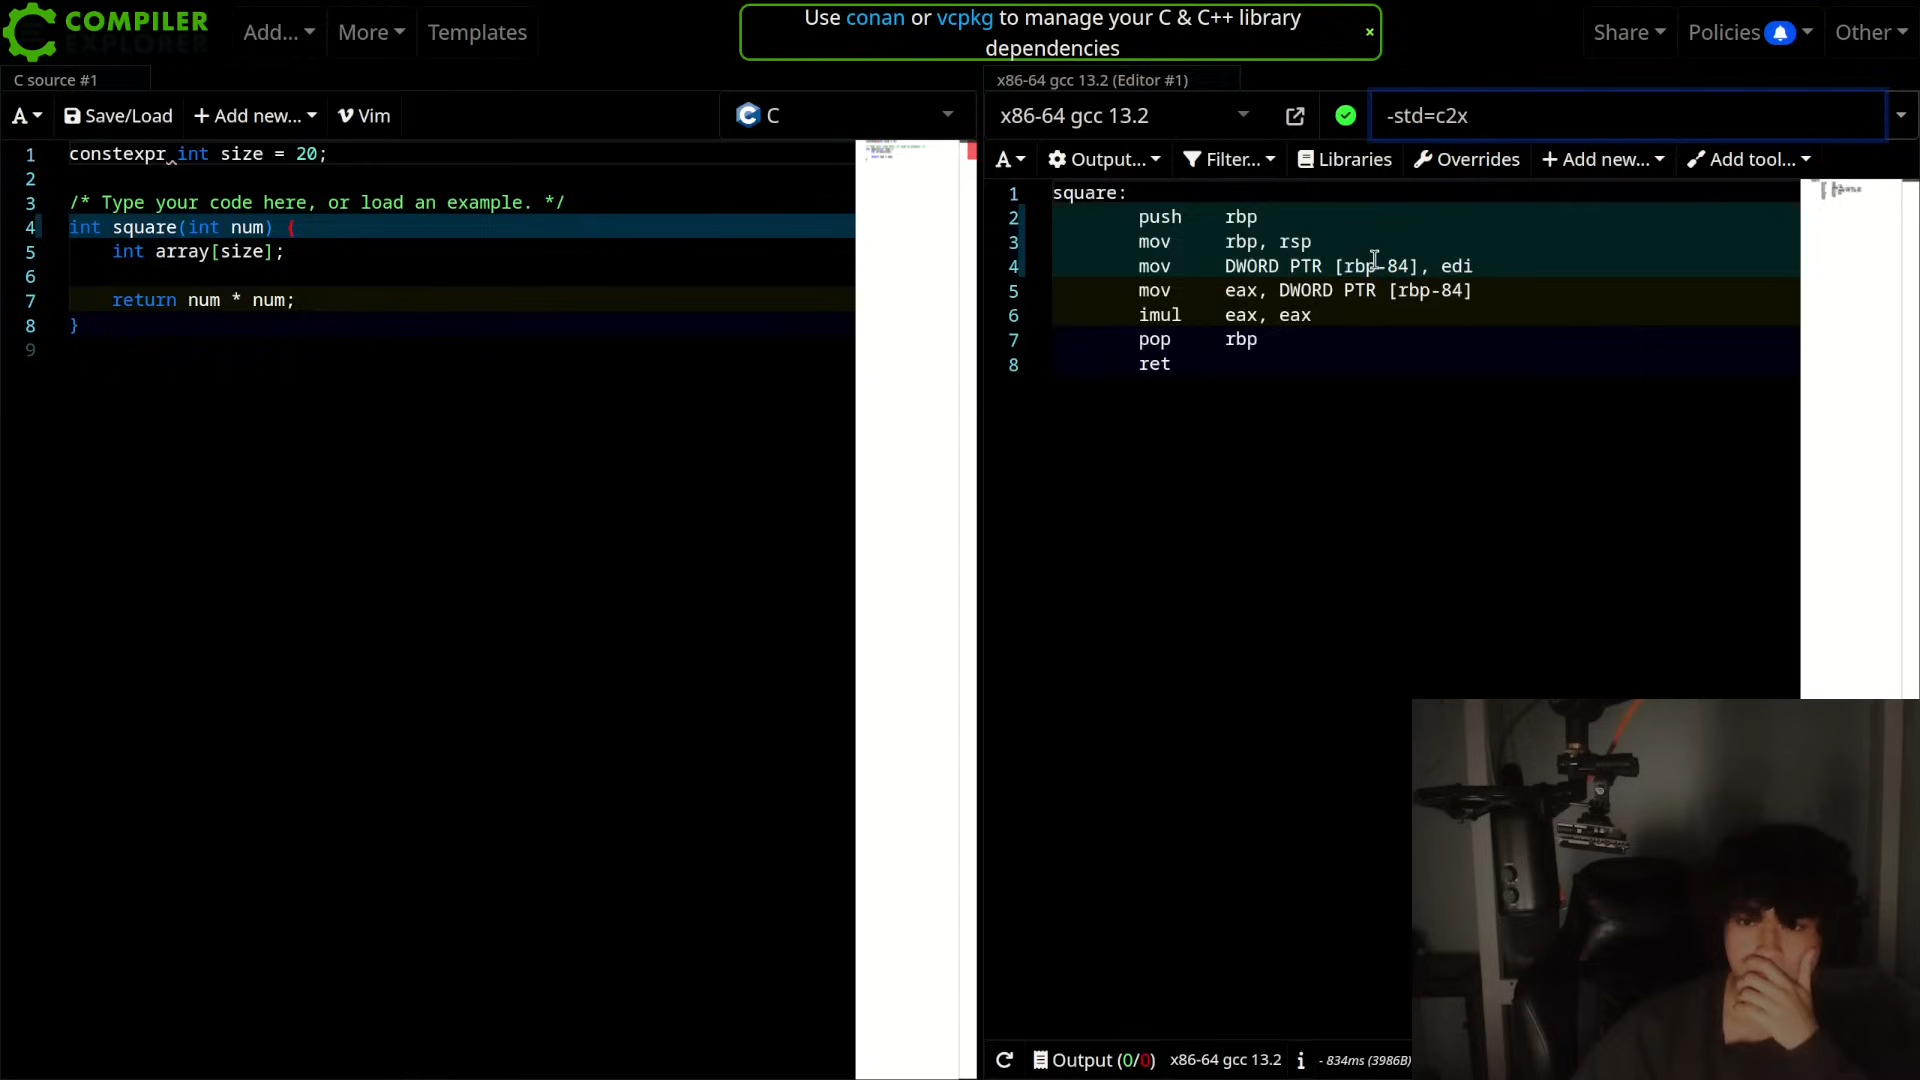 COMPILER
EXPLORER
Add...
More
Templates
Use conan or vcpkg to manage your C & C++ library
dependencies
×
Share
Policies
Other
C source #1
A
Save/Load
+ Add new...
Vim
C
1 constexpr int size = 20;
2
3 /* Type your code here, or load an example. */
4 int square(int num) {
5 int array[size];
6
7 return num * num;
8 }
9
x86-64 gcc 13.2 (Editor #1)
x86-64 gcc 13.2
-std=c2x
A
Output...
Filter...
Libraries
Overrides
+ Add new...
Add tool...
1 square:
2 push rbp
3 mov rbp, rsp
4 mov DWORD PTR [rbp-84], edi
5 mov eax, DWORD PTR [rbp-84]
6 imul eax, eax
7 pop rbp
8 ret
C Output (0/0) x86-64 gcc 13.2 i - 834ms (3986B)